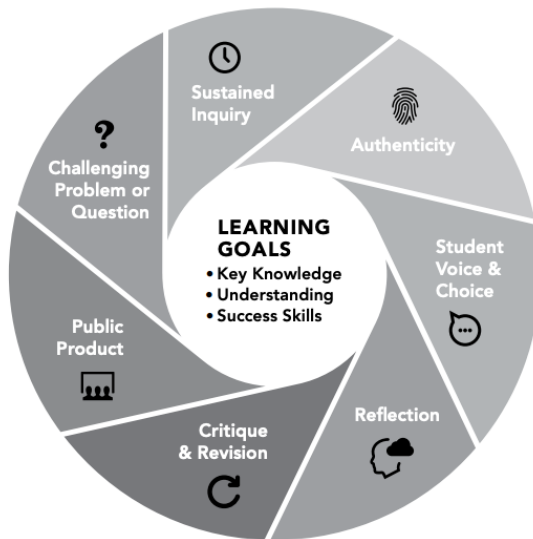 Sustained
Inquiry
Authenticity
?
Challenging
Problem or
Question
LEARNING
GOALS
• Key Knowledge
• Understanding
• Success Skills
Student
Voice &
Choice
Public
Product
Reflection
Critique
& Revision